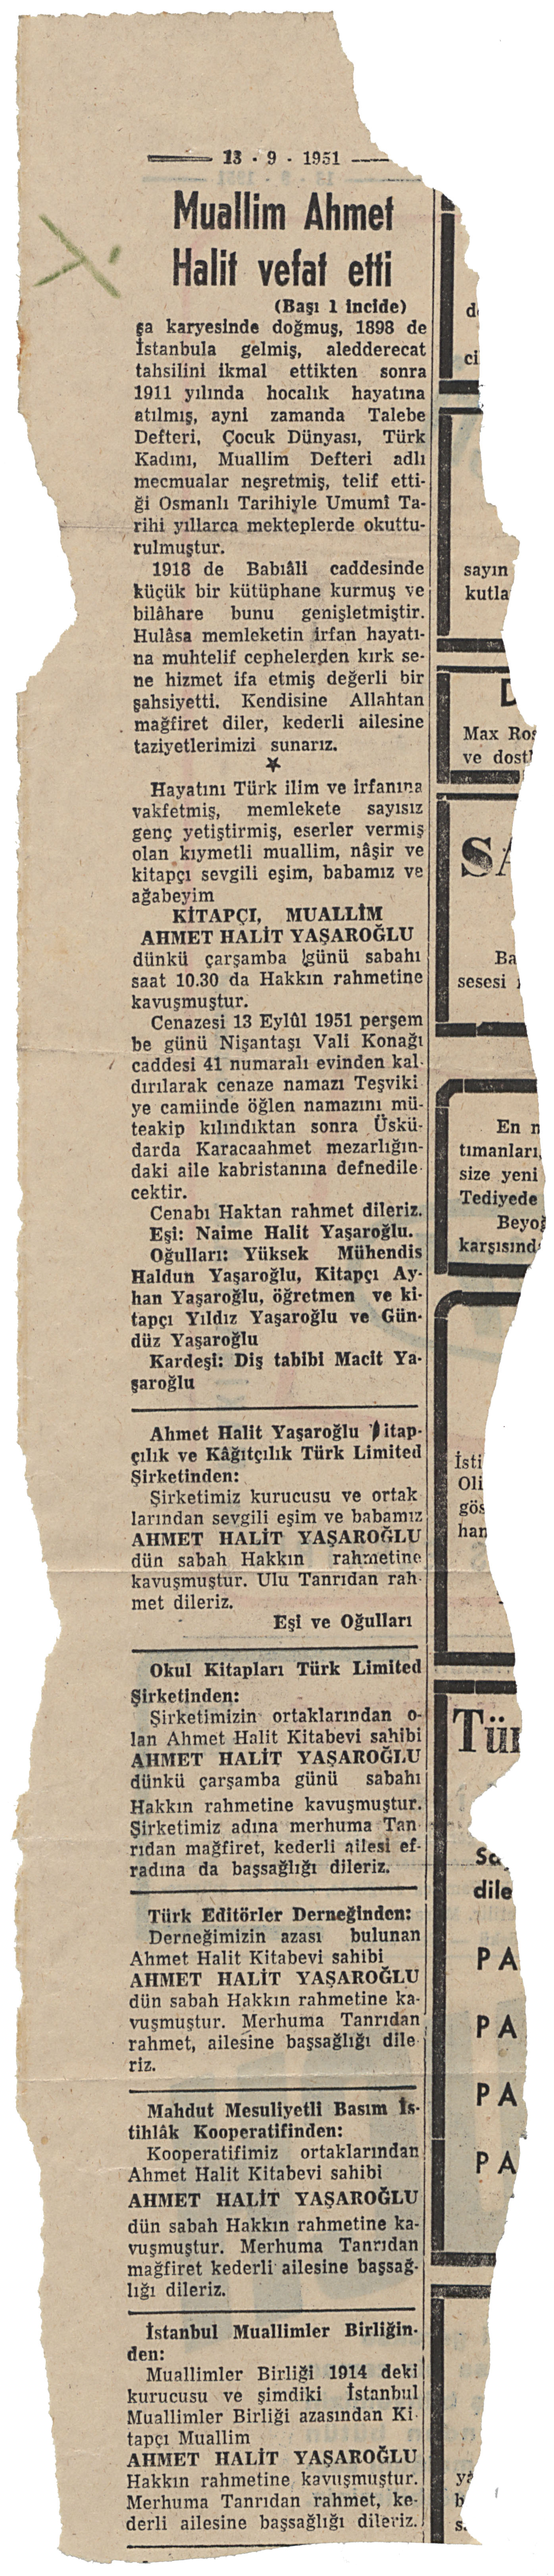 13 - 9 - 1951
Muallim Ahmet
Halit vefat etti
(Başı 1 incide)
şa karyesinde doğmuş, 1898 de
İstanbula gelmiş, aledderecat
tahsilini ikmal ettikten sonra
1911 yılında hocalık hayatına
atılmış, ayni zamanda Talebe
Defteri, Çocuk Dünyası, Türk
Kadını, Muallim Defteri adlı
mecmualar neşretmiş, telif etti-
ği Osmanlı Tarihiyle Umumî Ta-
rihi yıllarca mekteplerde okuttu-
rulmuştur.
1918 de Babıâli caddesinde
küçük bir kütüphane kurmuş ve
bilâhare bunu genişletmiştir.
Hulâsa memleketin irfan hayatı-
na muhtelif cephelerden kırk se-
ne hizmet ifa etmiş değerli bir
şahsiyetti. Kendisine Allahtan
mağfiret diler, kederli ailesine
taziyetlerimizi sunarız.
★
Hayatını Türk ilim ve irfanına
vakfetmiş, memlekete sayısız
genç yetiştirmiş, eserler vermiş
olan kıymetli muallim, nâşir ve
kitapçı sevgili eşim, babamız ve
ağabeyim
KİTAPÇI, MUALLİM
AHMET HALİT YAŞAROĞLU
dünkü çarşamba günü sabahı
saat 10.30 da Hakkın rahmetine
kavuşmuştur.
Cenazesi 13 Eylûl 1951 perşem
be günü Nişantaşı Vali Konağı
caddesi 41 numaralı evinden kal-
dırılarak cenaze namazı Teşviki
ye camiinde öğlen namazını mü-
teakip kılındıktan sonra Üskü-
darda Karacaahmet mezarlığın-
daki aile kabristanına defnedile-
cektir.
Cenabı Haktan rahmet dileriz.
Eşi: Naime Halit Yaşaroğlu.
Oğulları: Yüksek Mühendis
Haldun Yaşaroğlu, Kitapçı Ay-
han Yaşaroğlu, öğretmen ve ki-
tapçı Yıldız Yaşaroğlu ve Gün-
düz Yaşaroğlu
Kardeşi: Diş tabibi Macit Ya-
şaroğlu
Ahmet Halit Yaşaroğlu itap-
çılık ve Kâğıtçılık Türk Limited
Şirketinden:
Şirketimiz kurucusu ve ortak
larından sevgili eşim ve babamız
AHMET HALİT YAŞAROĞLU
dün sabah Hakkın rahmetine
kavuşmuştur. Ulu Tanrıdan rah-
met dileriz.
Eşi ve Oğulları
Okul Kitapları Türk Limited
Şirketinden:
Şirketimizin ortaklarından o-
lan Ahmet Halit Kitabevi sahibi
AHMET HALİT YAŞAROĞLU
dünkü çarşamba günü sabahı
Hakkın rahmetine kavuşmuştur.
Şirketimiz adına merhuma Tan-
rıdan mağfiret, kederli ailesi ef-
radına da başsağlığı dileriz.
Türk Editörler Derneğinden:
Derneğimizin azası bulunan
Ahmet Halit Kitabevi sahibi
AHMET HALİT YAŞAROĞLU
dün sabah Hakkın rahmetine ka-
vuşmuştur. Merhuma Tanrıdan
rahmet, ailesine başsağlığı dile-
riz.
Mahdut Mesuliyetli Basım İs-
tihlâk Kooperatifinden:
Kooperatifimiz ortaklarından
Ahmet Halit Kitabevi sahibi
AHMET HALİT YAŞAROĞLU
dün sabah Hakkın rahmetine ka-
vuşmuştur. Merhuma Tanrıdan
mağfiret kederli ailesine başsağ-
lığı dileriz.
İstanbul Muallimler Birliğin-
den:
Muallimler Birliği 1914 deki
kurucusu ve şimdiki İstanbul
Muallimler Birliği azasından Ki-
tapçı Muallim
AHMET HALİT YAŞAROĞLU
Hakkın rahmetine kavuşmuştur.
Merhuma Tanrıdan rahmet, ke-
derli ailesine başsağlığı dileriz.
ci
sayın
kutla
Max Ros
ve dost
SA
Ba
sesesi
En n
tımanları,
size yeni
Tediyede
Beyoğ
karşısında
İsti
Oli
gös
han
Tür
dile
PA
PA
PA
PA